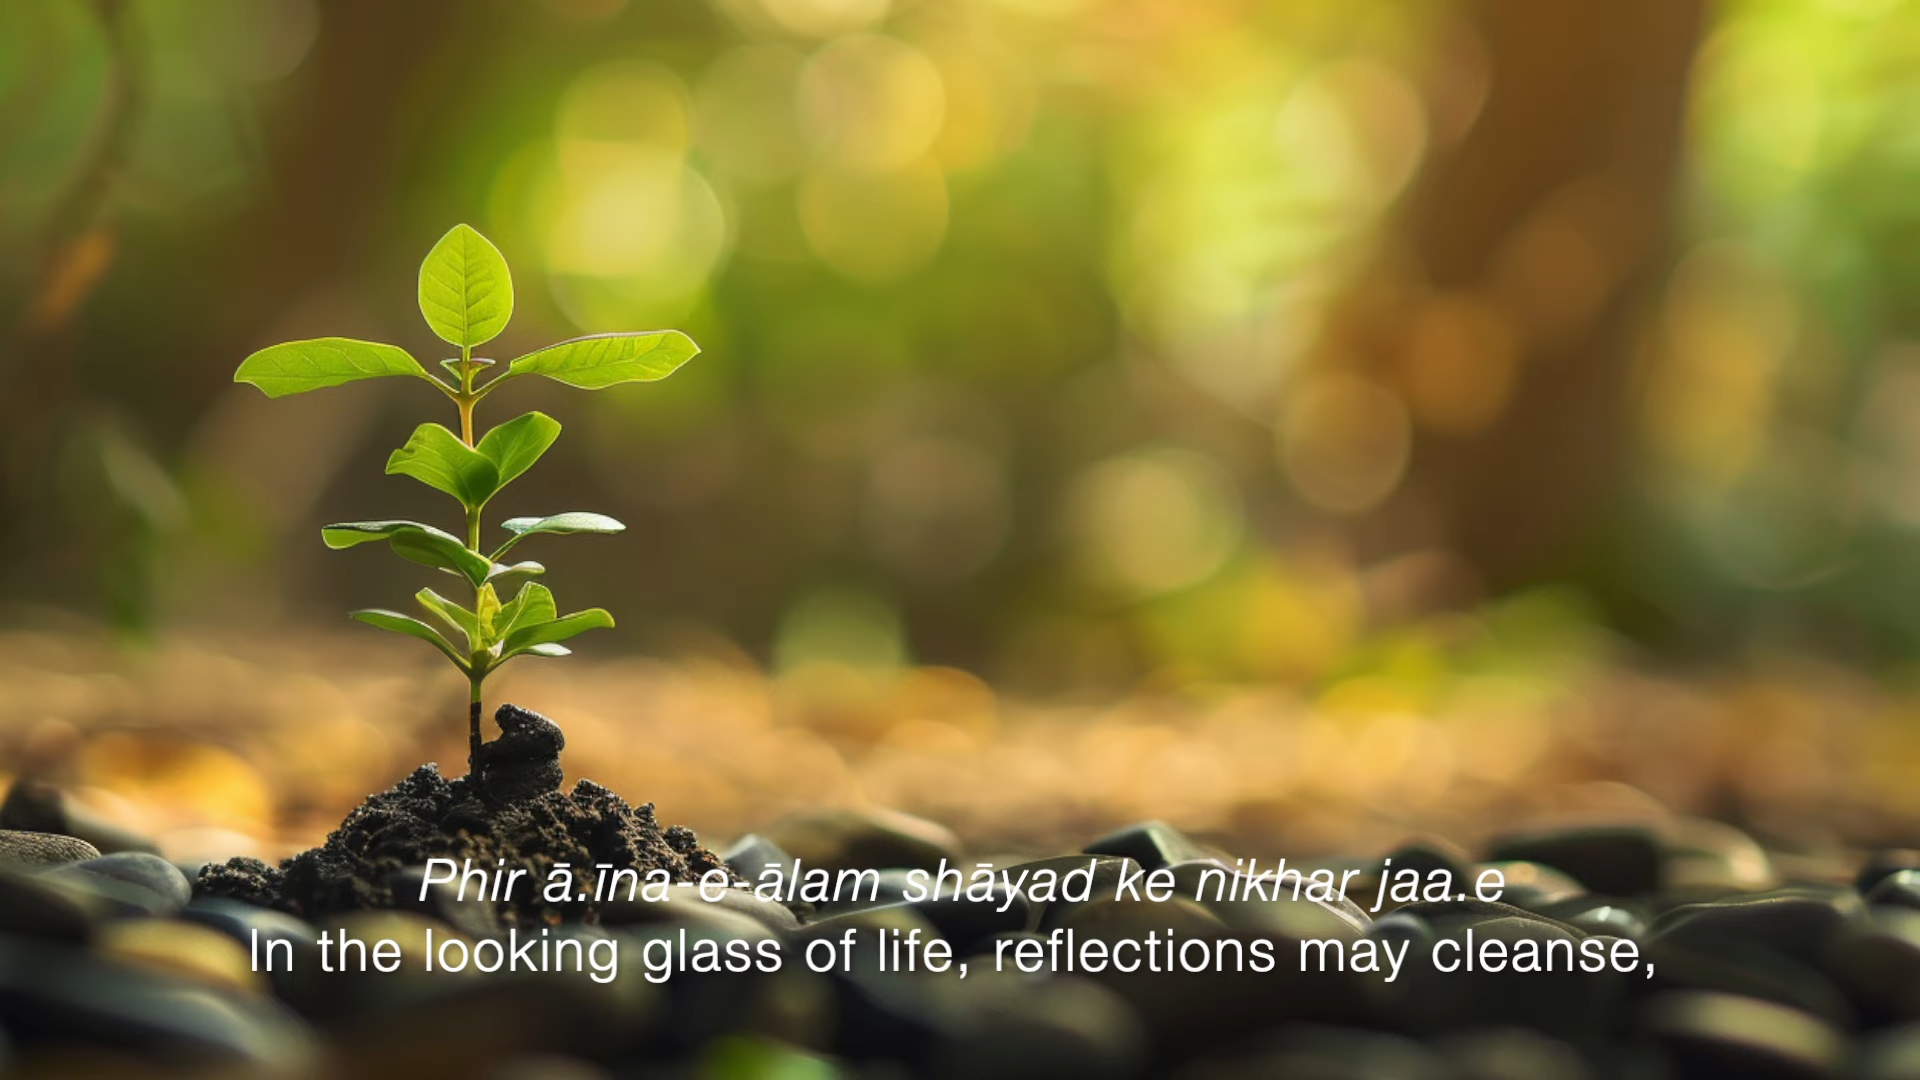 Phir ā.īna-e-ālam shāyad ke nikhar jaa.e
In the looking glass of life, reflections may cleanse,